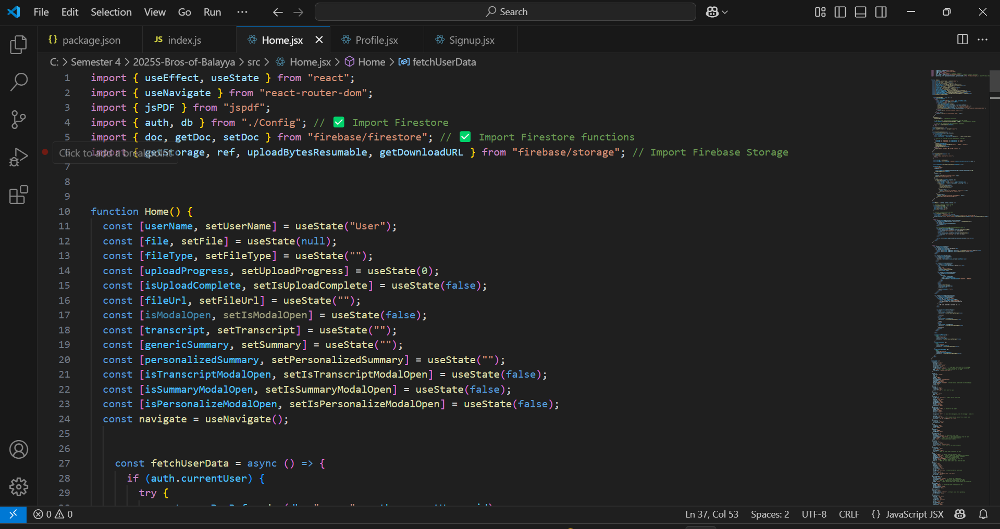 File Edit Selection View Go Run ··· Search
{} package.json JS index.js Home.jsx Profile.jsx Signup.jsx
C: > Semester 4 > 2025S-Bros-of-Balayya > src > Home.jsx > Home > fetchUserData
1 import { useEffect, useState } from "react";
2 import { useNavigate } from "react-router-dom";
3 import { jsPDF } from "jspdf";
4 import { auth, db } from "./Config"; // ✅ Import Firestore
5 import { doc, getDoc, setDoc } from "firebase/firestore"; // ✅ Import Firestore functions
6 import { getStorage, ref, uploadBytesResumable, getDownloadURL } from "firebase/storage"; // Import Firebase Storage
Click to add a breakpoint
7
8
9
10 function Home() {
11 const [userName, setUserName] = useState("User");
12 const [file, setFile] = useState(null);
13 const [fileType, setFileType] = useState("");
14 const [uploadProgress, setUploadProgress] = useState(0);
15 const [isUploadComplete, setIsUploadComplete] = useState(false);
16 const [fileUrl, setFileUrl] = useState("");
17 const [isModalOpen, setIsModalOpen] = useState(false);
18 const [transcript, setTranscript] = useState("");
19 const [genericSummary, setSummary] = useState("");
20 const [personalizedSummary, setPersonalizedSummary] = useState("");
21 const [isTranscriptModalOpen, setIsTranscriptModalOpen] = useState(false);
22 const [isSummaryModalOpen, setIsSummaryModalOpen] = useState(false);
23 const [isPersonalizeModalOpen, setIsPersonalizeModalOpen] = useState(false);
24 const navigate = useNavigate();
25
26
27 const fetchUserData = async () => {
28 if (auth.currentUser) {
29 try {
0 0 Ln 37, Col 53 Spaces: 2 UTF-8 CRLF {} JavaScript JSX